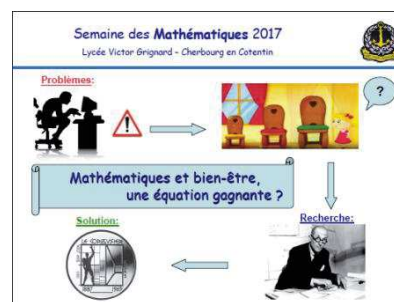 Semaine des Mathématiques 2017
Lycée Victor Grignard - Cherbourg en Cotentin
Problèmes:
?
Mathématiques et bien-être,
une équation gagnante ?
Solution:
Recherche:
1887